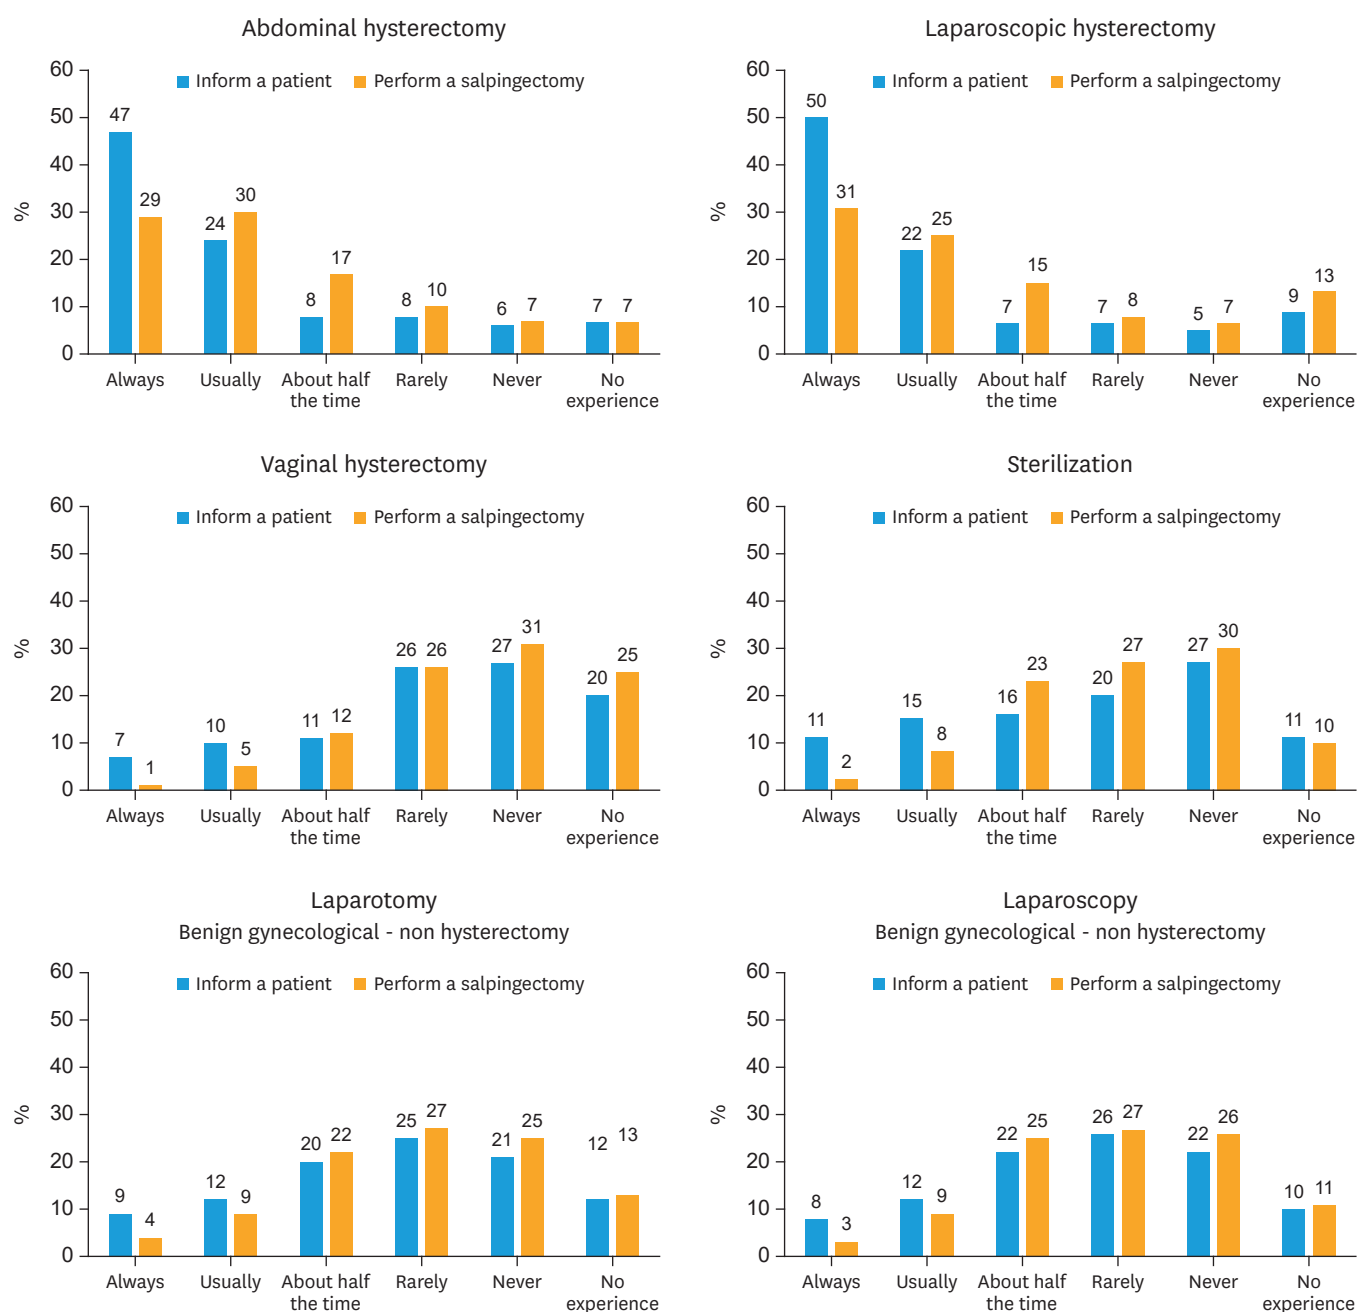 Abdominal hysterectomy
Inform a patient Perform a salpingectomy
%
60
50
40
30
20
10
0
47 29 24 30 8 17 8 10 6 7 7 7
Always Usually About half the time Rarely Never No experience
Laparoscopic hysterectomy
Inform a patient Perform a salpingectomy
%
60
50
40
30
20
10
0
50 31 22 25 7 15 7 8 5 7 9 13
Always Usually About half the time Rarely Never No experience
Vaginal hysterectomy
Inform a patient Perform a salpingectomy
%
60
50
40
30
20
10
0
7 1 10 5 11 12 26 26 27 31 20 25
Always Usually About half the time Rarely Never No experience
Sterilization
Inform a patient Perform a salpingectomy
%
60
50
40
30
20
10
0
11 2 15 8 16 23 20 27 27 30 11 10
Always Usually About half the time Rarely Never No experience
Laparotomy
Benign gynecological - non hysterectomy
Inform a patient Perform a salpingectomy
%
60
50
40
30
20
10
0
9 4 12 9 20 22 25 27 21 25 12 13
Always Usually About half the time Rarely Never No experience
Laparoscopy
Benign gynecological - non hysterectomy
Inform a patient Perform a salpingectomy
%
60
50
40
30
20
10
0
8 3 12 9 22 25 26 27 22 26 10 11
Always Usually About half the time Rarely Never No experience